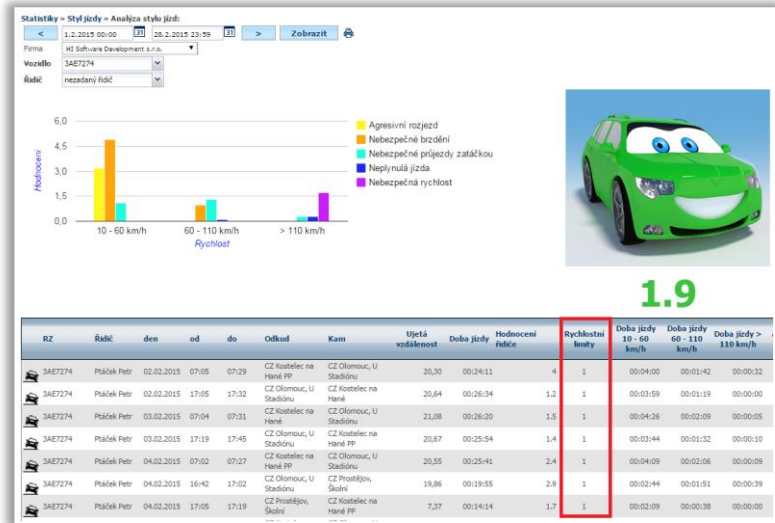 Statistiky » Styl jízdy » Analýza stylu jízd:
< 1.2.2015 00:00 31 28.2.2015 23:59 31 > Zobrazit
Firma HI Software Development s.r.o.
Vozidlo 3AE7274
Řidič nezadaný řidič
6,0
4,5
3,0
1,5
0,0
Hodnocení
10 - 60 km/h 60 - 110 km/h > 110 km/h
Rychlost
Agresivní rozjezd
Nebezpečné brzdění
Nebezpečné průjezdy zatáčkou
Neplynulá jízda
Nebezpečná rychlost
1.9
RZ Řidič den od do Odkud Kam Ujetá vzdálenost Doba jízdy Hodnocení řidiče Rychlostní limity Doba jízdy 10 - 60 km/h Doba jízdy 60 - 110 km/h Doba jízdy > 110 km/h
3AE7274 Ptáček Petr 02.02.2015 07:05 07:29 CZ Kostelec na Hané PP CZ Olomouc, U Stadiónu 20,30 00:24:11 4 1 00:04:00 00:01:42 00:00:32
3AE7274 Ptáček Petr 02.02.2015 17:05 17:32 CZ Olomouc, U Stadiónu CZ Kostelec na Hané 20,64 00:26:34 1.2 1 00:03:59 00:01:19 00:00:00
3AE7274 Ptáček Petr 03.02.2015 07:04 07:31 CZ Kostelec na Hané CZ Olomouc, U Stadiónu 21,08 00:26:20 1.5 1 00:04:26 00:02:09 00:00:05
3AE7274 Ptáček Petr 03.02.2015 17:19 17:45 CZ Olomouc, U Stadiónu CZ Kostelec na Hané PP 20,67 00:25:54 1.4 1 00:03:44 00:01:32 00:00:10
3AE7274 Ptáček Petr 04.02.2015 07:02 07:27 CZ Kostelec na Hané PP CZ Olomouc, U Stadiónu 20,55 00:25:41 2.4 1 00:04:09 00:02:06 00:00:09
3AE7274 Ptáček Petr 04.02.2015 16:42 17:02 CZ Olomouc, U Stadiónu CZ Prostějov, Školní 19,86 00:19:55 2.9 1 00:02:44 00:01:51 00:00:39
3AE7274 Ptáček Petr 04.02.2015 17:05 17:19 CZ Prostějov, Školní CZ Kostelec na Hané PP 7,37 00:14:14 1.7 1 00:02:09 00:00:38 00:00:00